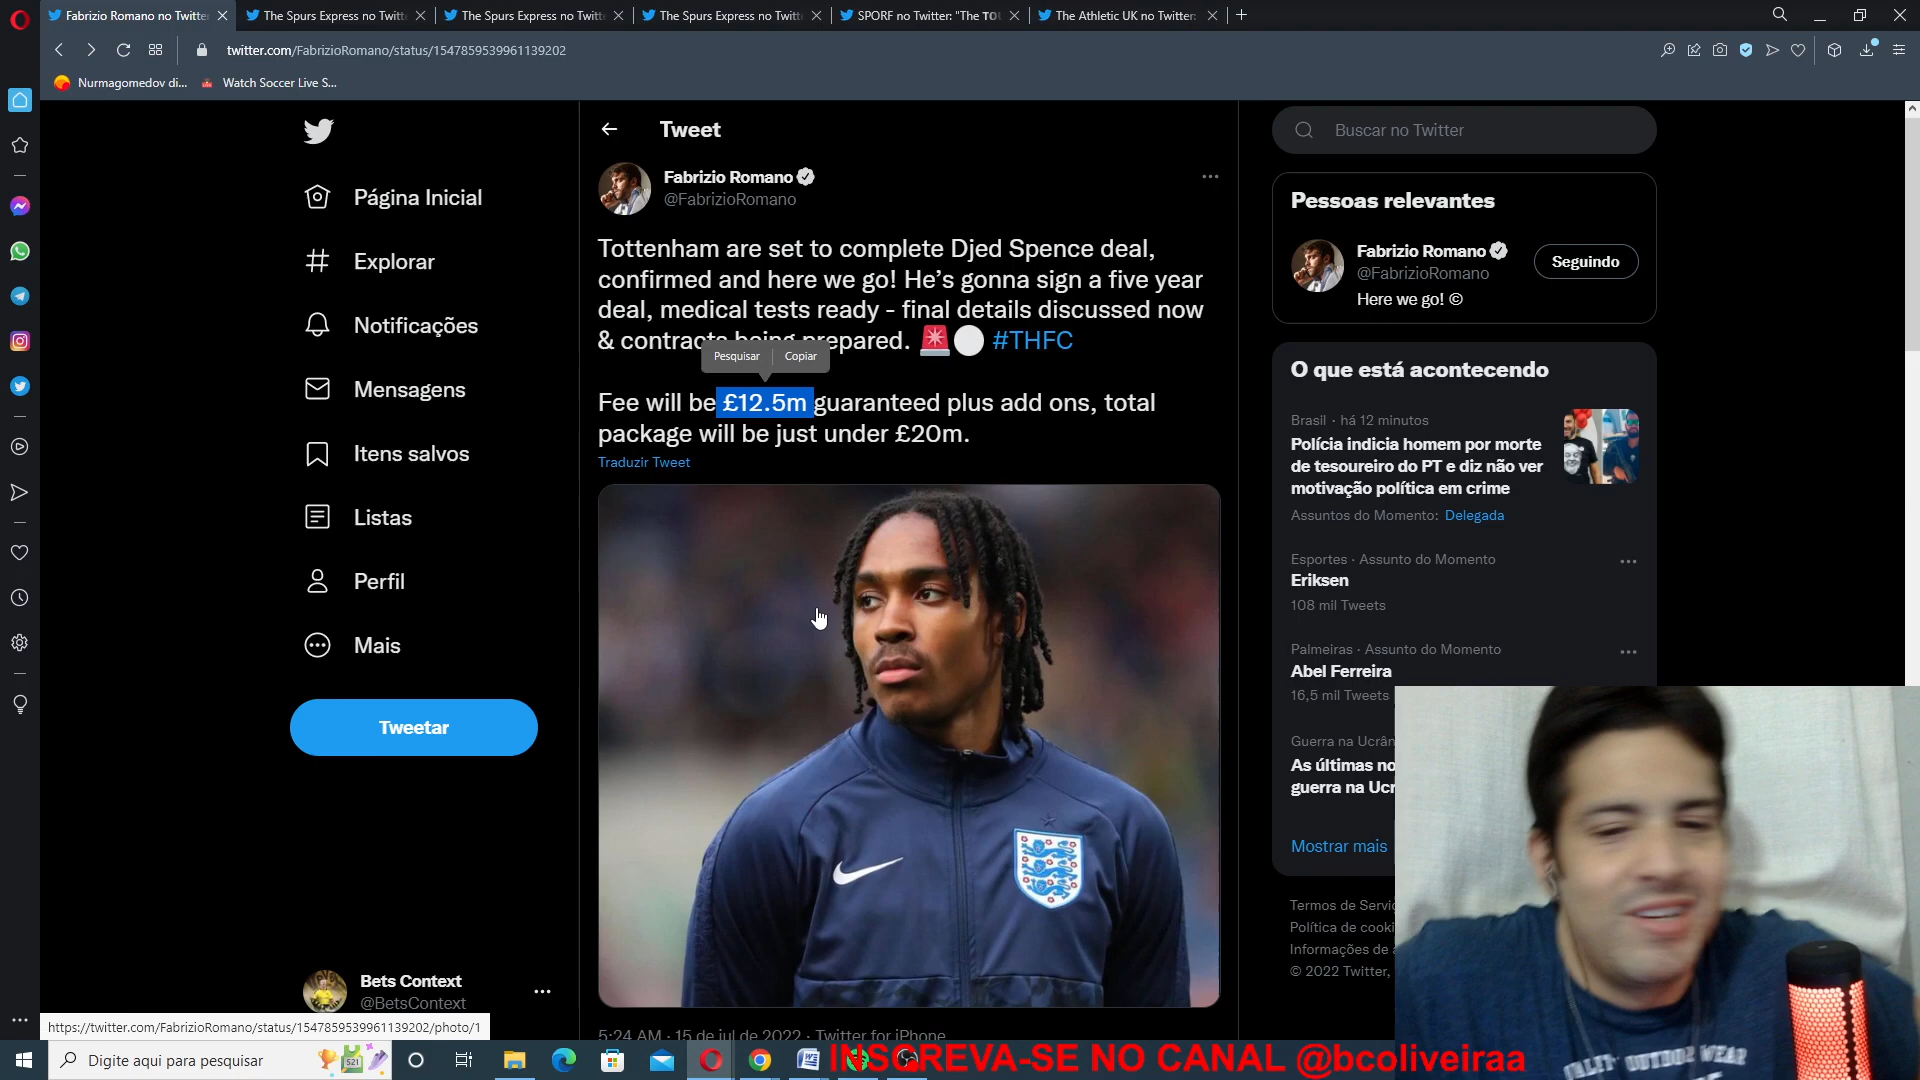 Fabrizio Romano no Twitte
The Spurs Express no Twitt
The Spurs Express no Twitt
The Spurs Express no Twitt
SPORF no Twitter: "The TOU
The Athletic UK no Twitter:
twitter.com/FabrizioRomano/status/1547859539961139202
Nurmagomedov di...
Watch Soccer Live S...
Página Inicial
Explorar
Notificações
Mensagens
Itens salvos
Listas
Perfil
Mais
Tweetar
Bets Context
@BetsContext
https://twitter.com/FabrizioRomano/status/1547859539961139202/photo/1
Tweet
Fabrizio Romano
@FabrizioRomano
Tottenham are set to complete Djed Spence deal,
confirmed and here we go! He's gonna sign a five year
deal, medical tests ready - final details discussed now
& contracts being prepared. 🚨⚪ #THFC
Pesquisar
Copiar
Fee will be £12.5m guaranteed plus add ons, total
package will be just under £20m.
Traduzir Tweet
5:24 AM · 15 de jul de 2022 · Twitter for iPhone
Buscar no Twitter
Pessoas relevantes
Fabrizio Romano
@FabrizioRomano
Here we go! ©
Seguindo
O que está acontecendo
Brasil · há 12 minutos
Polícia indicia homem por morte
de tesoureiro do PT e diz não ver
motivação política em crime
Assuntos do Momento: Delegada
Esportes · Assunto do Momento
Eriksen
108 mil Tweets
Palmeiras · Assunto do Momento
Abel Ferreira
16,5 mil Tweets
Guerra na Ucrân
As últimas no
guerra na Ucr
Mostrar mais
Termos de Serviç
Política de cooki
Informações de a
© 2022 Twitter,
Digite aqui para pesquisar
INSCREVA-SE NO CANAL @bcoliveiraa